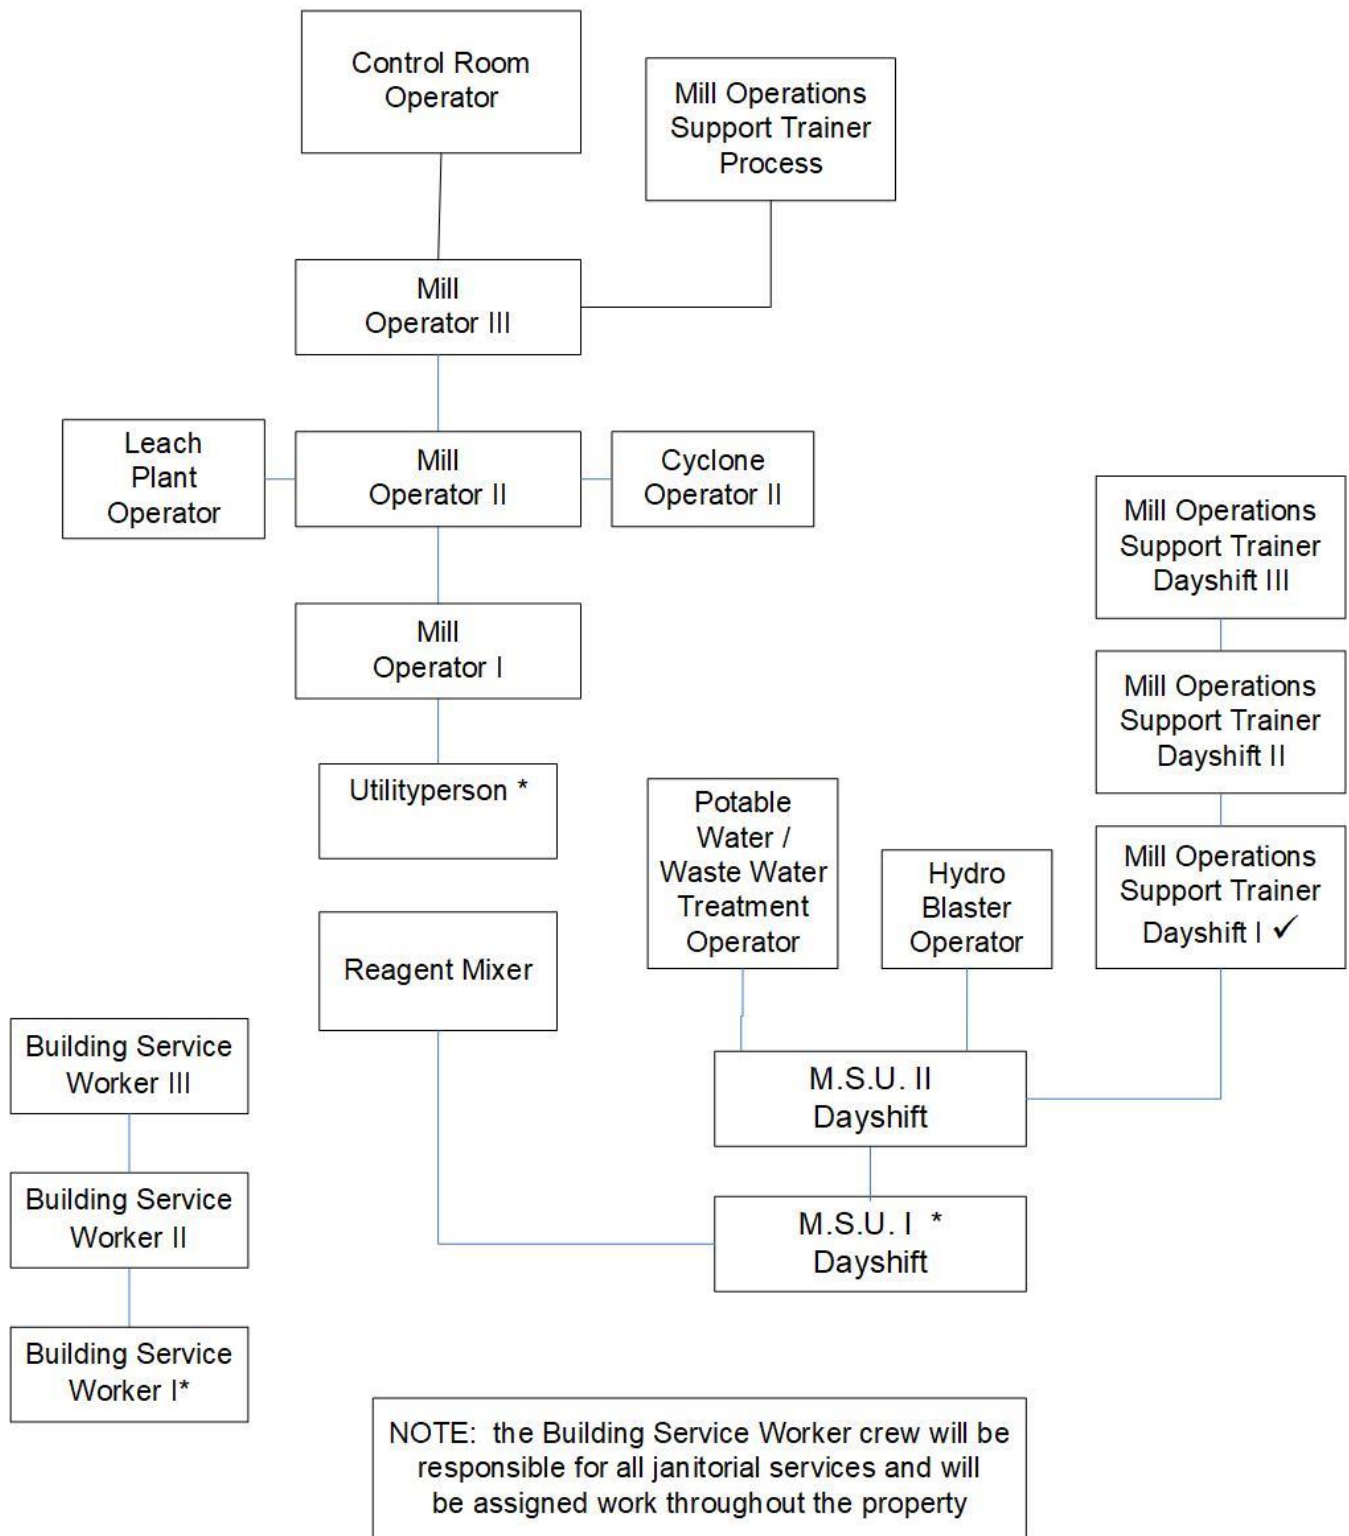 Control Room
Operator
Mill Operations
Support Trainer
Process
Mill
Operator III
Leach
Plant
Operator
Mill
Operator II
Cyclone
Operator II
Mill Operations
Support Trainer
Dayshift III
Mill
Operator I
Mill Operations
Support Trainer
Dayshift II
Utilityperson *
Potable
Water /
Waste Water
Treatment
Operator
Hydro
Blaster
Operator
Mill Operations
Support Trainer
Dayshift I ✓
Reagent Mixer
Building Service
Worker III
M.S.U. II
Dayshift
Building Service
Worker II
M.S.U. I *
Dayshift
Building Service
Worker I*
NOTE: the Building Service Worker crew will be
responsible for all janitorial services and will
be assigned work throughout the property